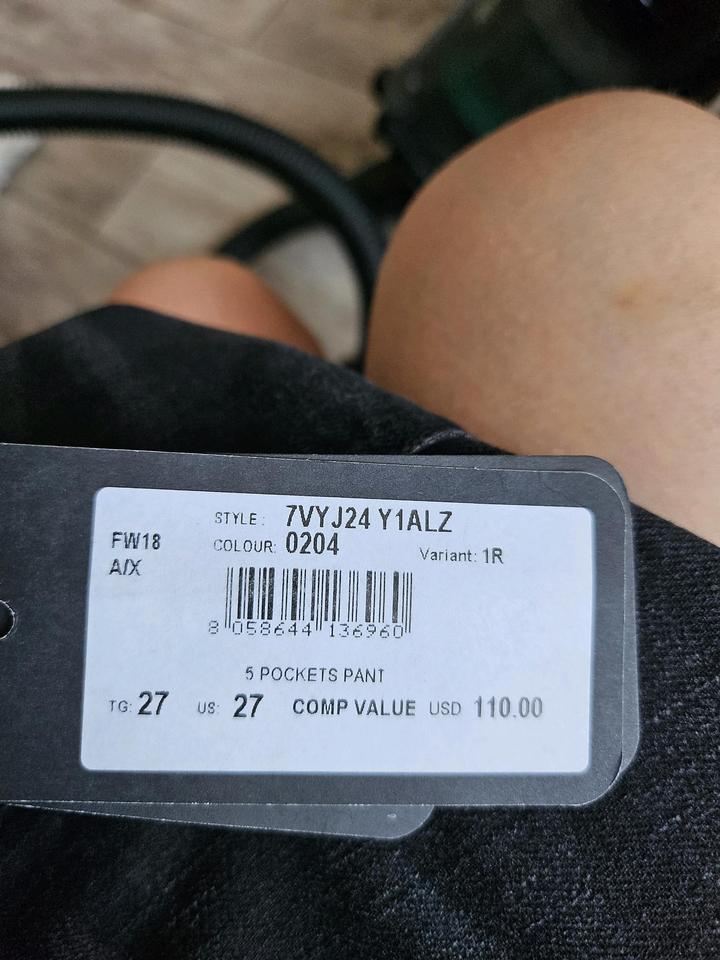 STYLE: 7VYJ24 Y1ALZ
FW18
COLOUR: 0204
Variant: 1R
A/X
8 058644 136960
5 POCKETS PANT
TG: 27 US: 27 COMP VALUE USD 110.00